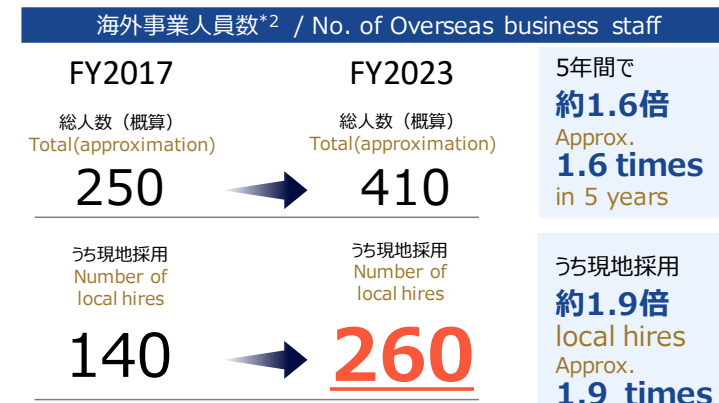 海外事業人員数*2 / No. of Overseas business staff
FY2017
総人数（概算）
Total(approximation)
250
FY2023
総人数（概算）
Total(approximation)
410
5年間で
約1.6倍
Approx.
1.6 times
in 5 years
うち現地採用
Number of
local hires
140
うち現地採用
Number of
local hires
260
うち現地採用
約1.9倍
local hires
Approx.
1.9 times